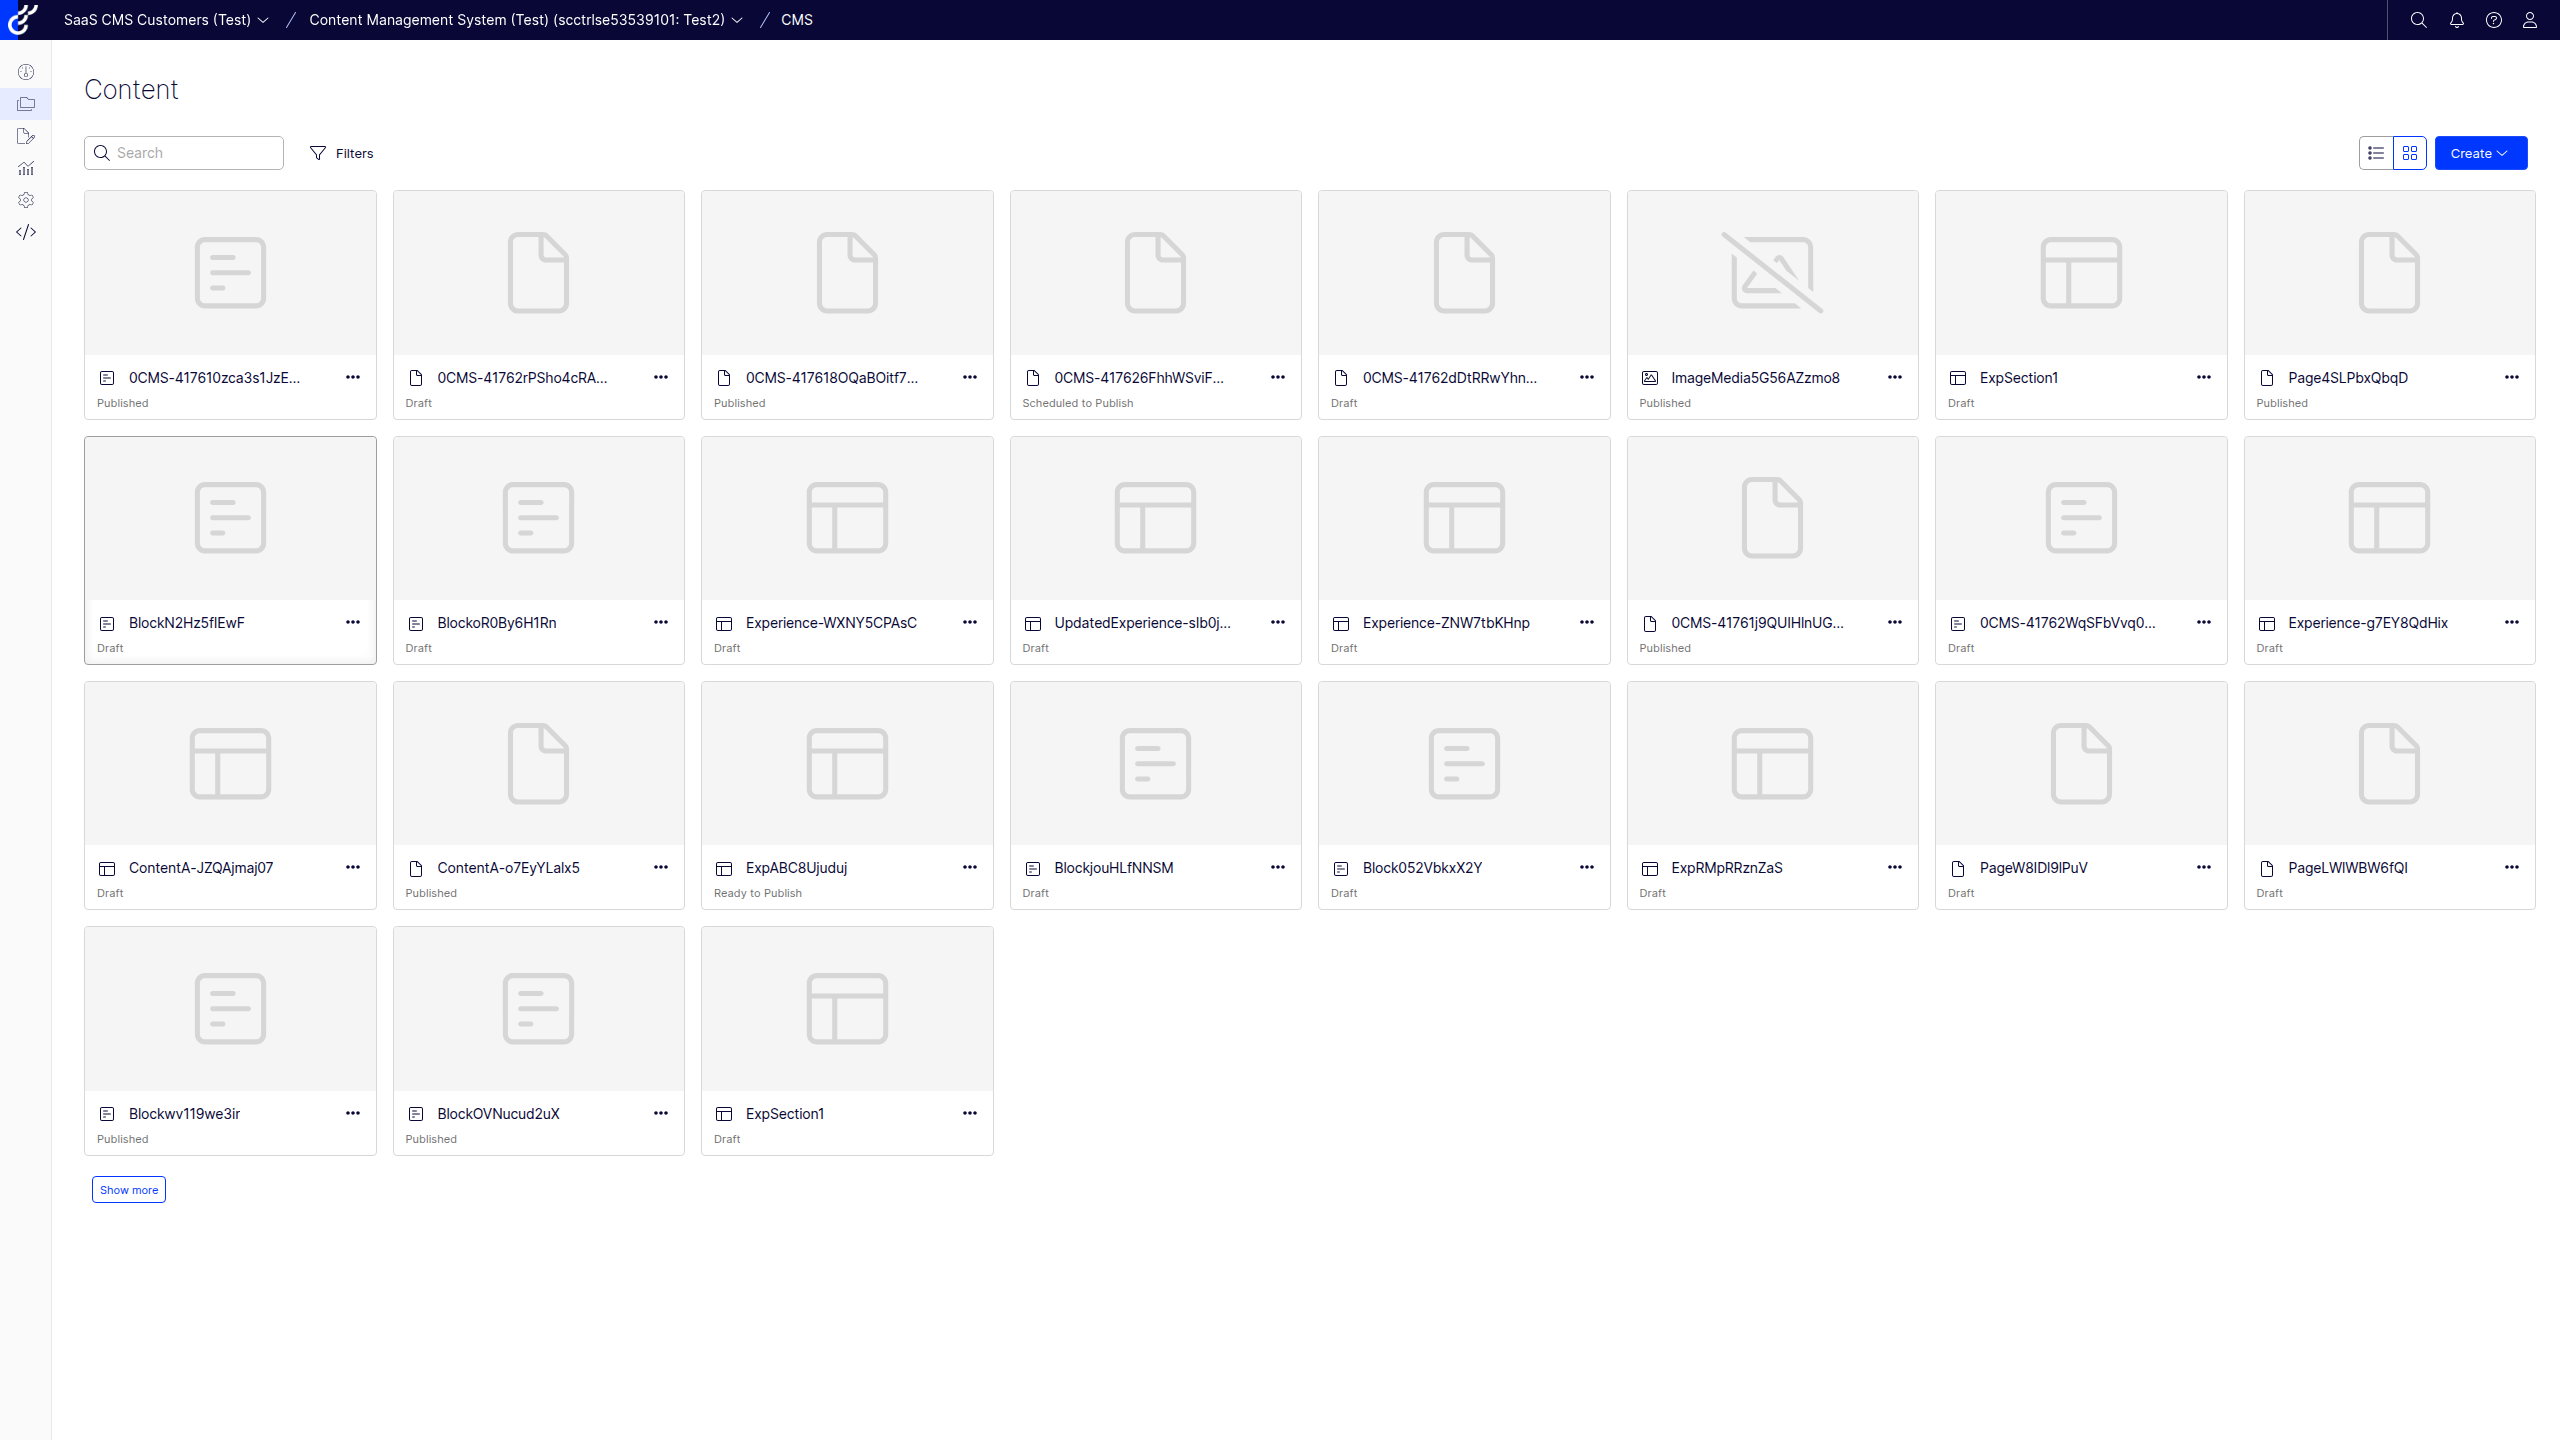 SaaS CMS Customers (Test) / Content Management System (Test) (scctrlse53539101: Test2) / CMS
Content
Search Filters Create
0CMS-417610zca3s1JzE... 0CMS-41762rPSho4cRA... 0CMS-417618OQaBOitf7... 0CMS-417626FhhWSviF... 0CMS-41762dDtRRwYhn... ImageMedia5G56AZzmo8 ExpSection1 Page4SLPbxQbqD
Published Draft Published Scheduled to Publish Draft Published Draft Published
BlockN2Hz5flEwF BlockoR0By6H1Rn Experience-WXNY5CPAsC UpdatedExperience-slb0j... Experience-ZNW7tbKHnp 0CMS-41761j9QUIHlnUG... 0CMS-41762WqSFbVvq0... Experience-g7EY8QdHix
Draft Draft Draft Draft Draft Published Draft Draft
ContentA-JZQAjmaj07 ContentA-o7EyYLalx5 ExpABC8Ujuduj BlockjouHLfNNSM Block052VbkxX2Y ExpRMpRRznZaS PageW8IDl9lPuV PageLWlWBW6fQI
Draft Published Ready to Publish Draft Draft Draft Draft Draft
Blockwv119we3ir BlockOVNucud2uX ExpSection1
Published Published Draft
Show more